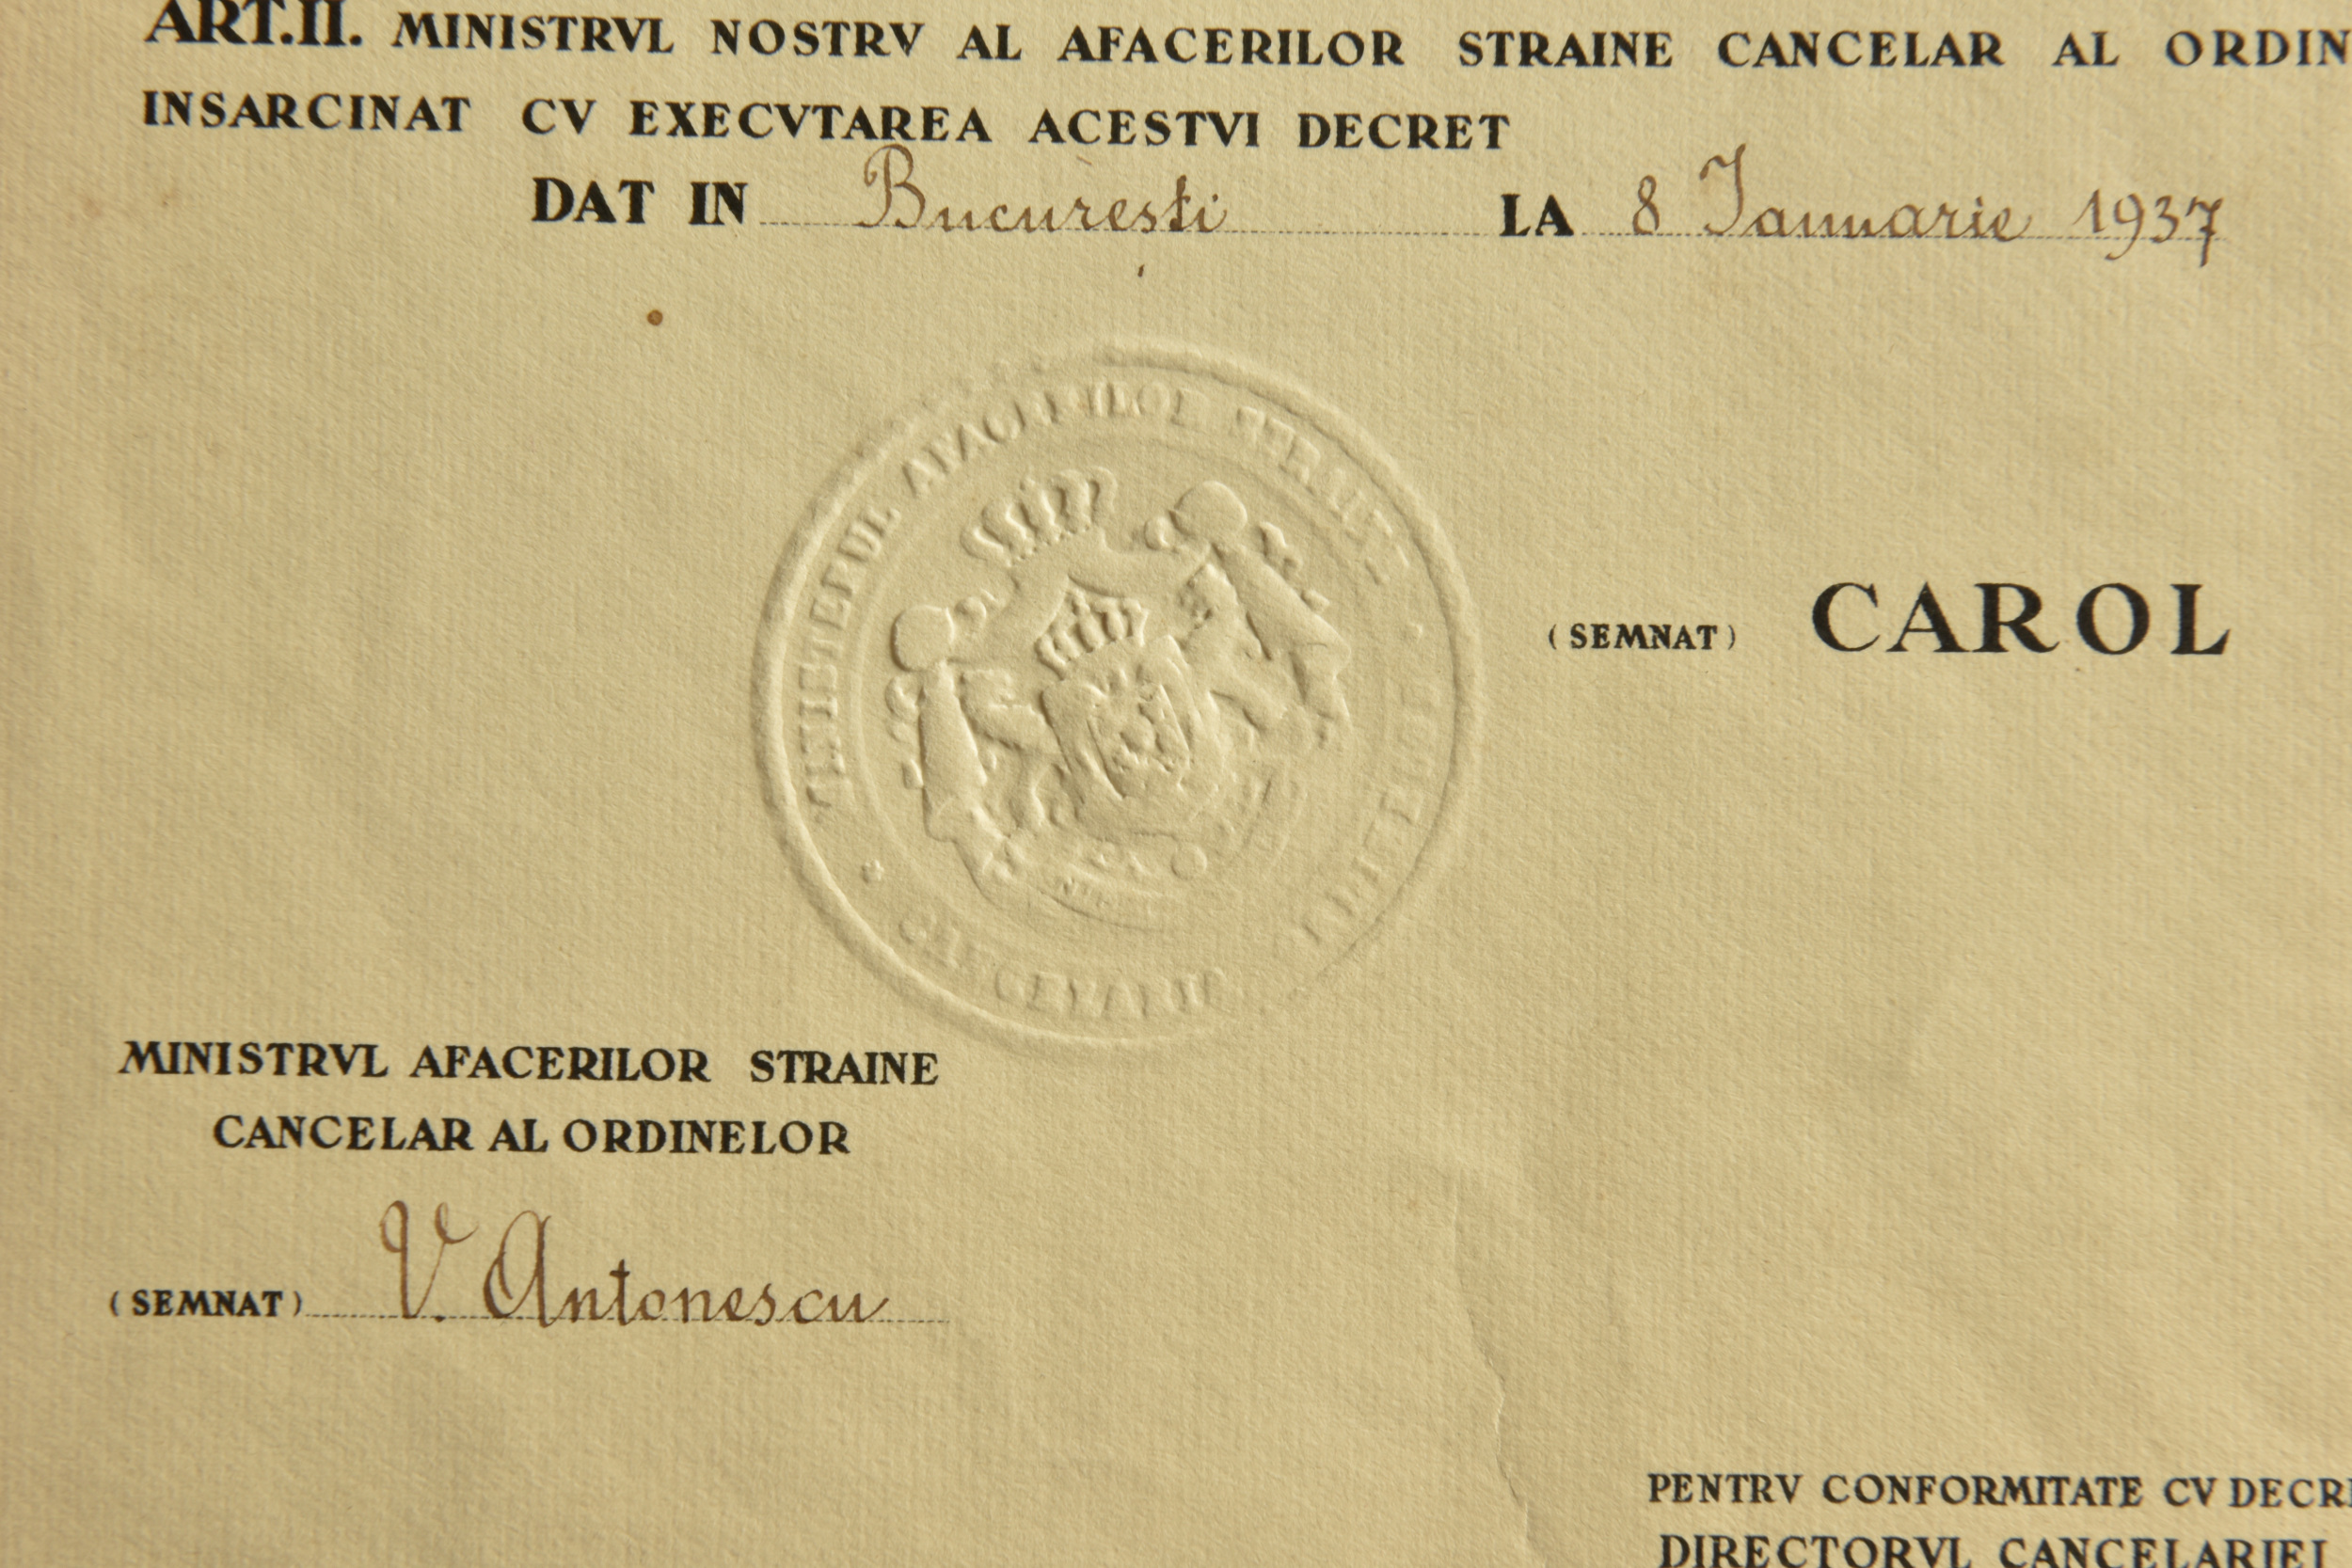 ART.II. MINISTRVL NOSTRV AL AFACERILOR STRAINE CANCELAR AL ORDIN
INSARCINAT CV EXECVTAREA ACESTVI DECRET
DAT IN Bucuresti LA 8 Ianuarie 1937
MINISTERUL AFACERILOR STRAINE
(SEMNAT) CAROL
MINISTRVL AFACERILOR STRAINE
CANCELAR AL ORDINELOR
(SEMNAT) V. Antonescu
PENTRV CONFORMITATE CV DECRE
DIRECTORVL CANCELARIEI